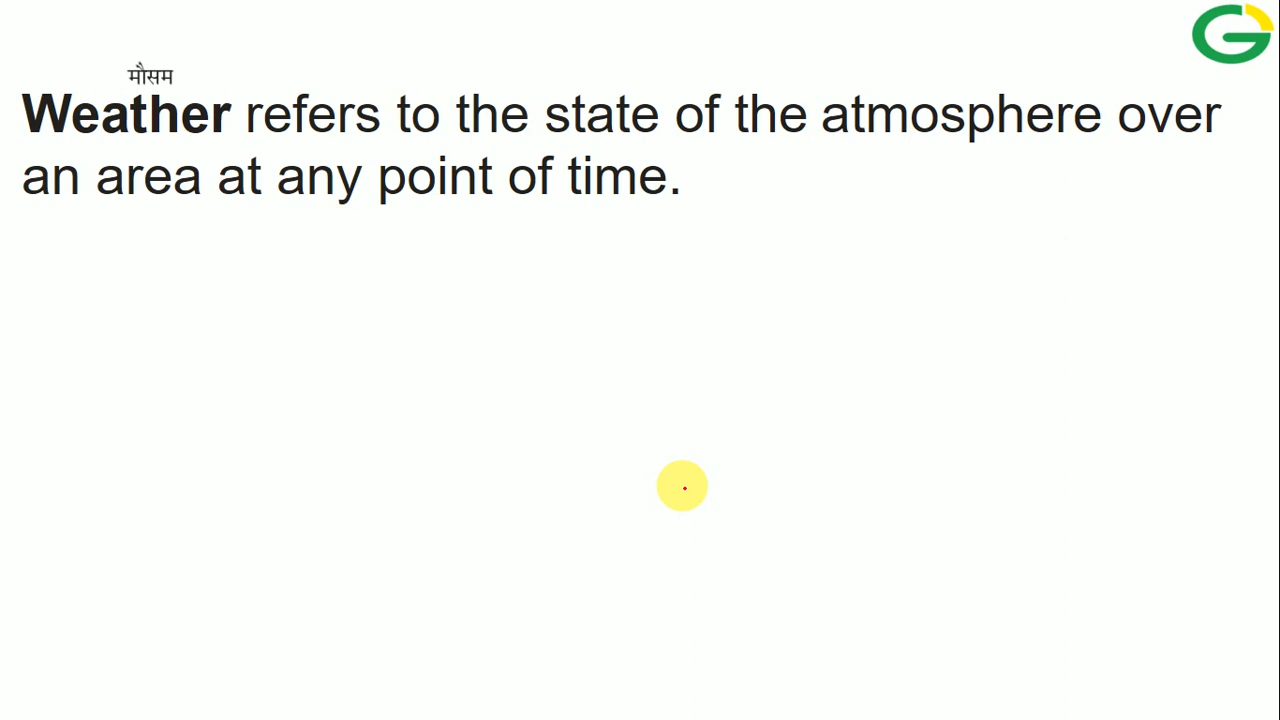 मौसम
Weather refers to the state of the atmosphere over
an area at any point of time.